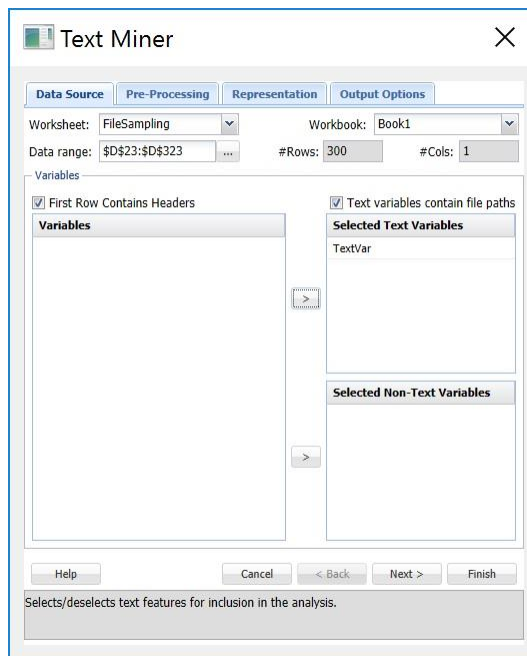 Text Miner
Data Source Pre-Processing Representation Output Options
Worksheet: FileSampling Workbook: Book1
Data range: $D$23:$D$323 ... #Rows: 300 #Cols: 1
Variables
First Row Contains Headers Text variables contain file paths
Variables Selected Text Variables
TextVar
>
Selected Non-Text Variables
>
Help Cancel < Back Next > Finish
Selects/deselects text features for inclusion in the analysis.